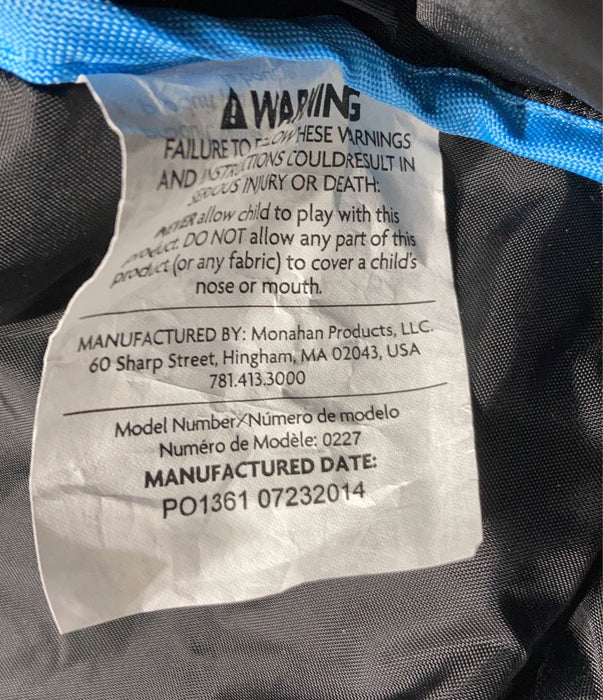 ⚠ WARNING
FAILURE TO FOLLOW THESE WARNINGS
AND INSTRUCTIONS COULD RESULT IN
SERIOUS INJURY OR DEATH:
NEVER allow child to play with this
product. DO NOT allow any part of this
product (or any fabric) to cover a child's
nose or mouth.
MANUFACTURED BY: Monahan Products, LLC.
60 Sharp Street, Hingham, MA 02043, USA
781.413.3000
Model Number/Número de modelo
Numéro de Modèle: 0227
MANUFACTURED DATE:
PO1361 07232014